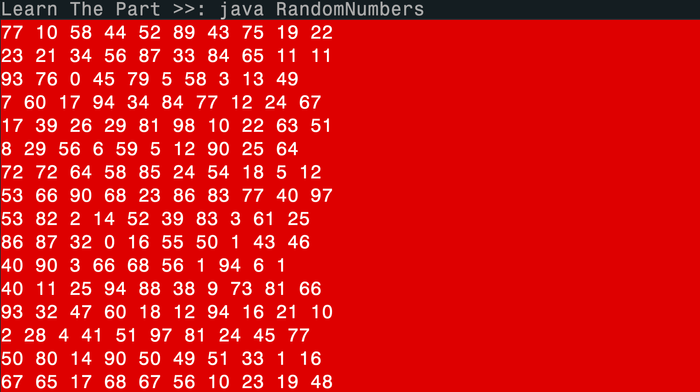 Learn The Part >>: java RandomNumbers
77 10 58 44 52 89 43 75 19 22
23 21 34 56 87 33 84 65 11 11
93 76 0 45 79 5 58 3 13 49
7 60 17 94 34 84 77 12 24 67
17 39 26 29 81 98 10 22 63 51
8 29 56 6 59 5 12 90 25 64
72 72 64 58 85 24 54 18 5 12
53 66 90 68 23 86 83 77 40 97
53 82 2 14 52 39 83 3 61 25
86 87 32 0 16 55 50 1 43 46
40 90 3 66 68 56 1 94 6 1
40 11 25 94 88 38 9 73 81 66
93 32 47 60 18 12 94 16 21 10
2 28 4 41 51 97 81 24 45 77
50 80 14 90 50 49 51 33 1 16
67 65 17 68 67 56 10 23 19 48